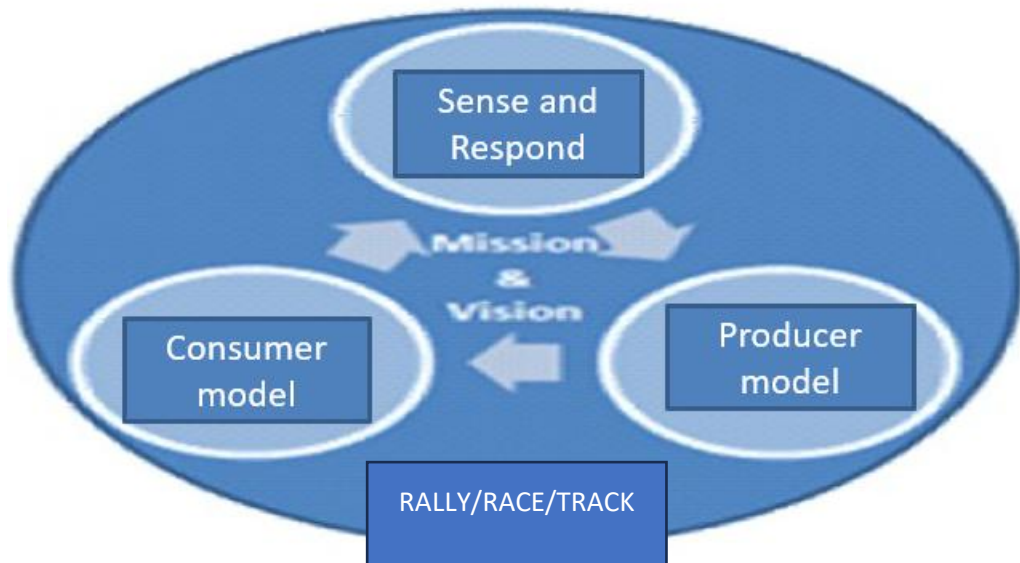 Sense and
Respond
Mission
&
Vision
Consumer
model
Producer
model
RALLY/RACE/TRACK